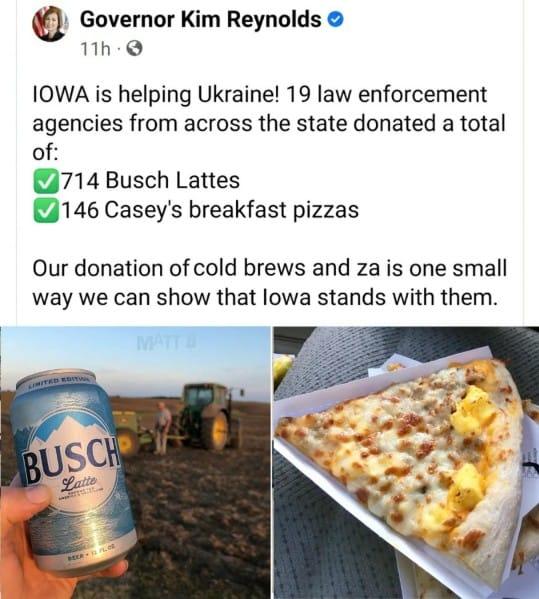 Governor Kim Reynolds
11h ·
IOWA is helping Ukraine! 19 law enforcement
agencies from across the state donated a total
of:
✅714 Busch Lattes
✅146 Casey's breakfast pizzas
Our donation of cold brews and za is one small
way we can show that Iowa stands with them.
MATT B
LIMITED EDITION
BUSCH
Latte
BEER • 12 FL. OZ.